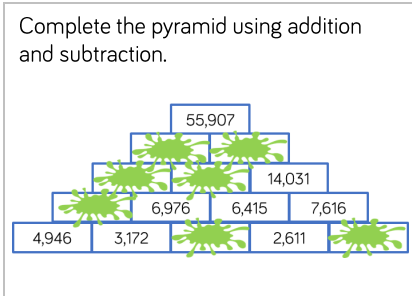 Complete the pyramid using addition
and subtraction.
55,907
14,031
6,976 6,415 7,616
4,946 3,172 2,611